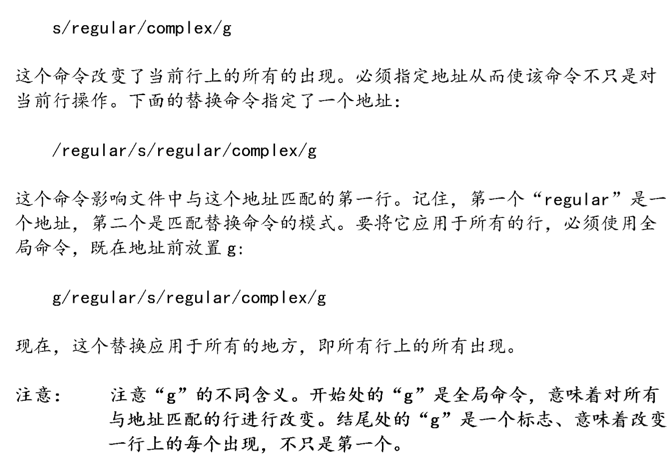 s/regular/complex/g
这个命令改变了当前行上的所有的出现。必须指定地址从而使该命令不只是对
当前行操作。下面的替换命令指定了一个地址：
/regular/s/regular/complex/g
这个命令影响文件中与这个地址匹配的第一行。记住，第一个“regular”是一
个地址，第二个是匹配替换命令的模式。要将它应用于所有的行，必须使用全
局命令，既在地址前放置 g:
g/regular/s/regular/complex/g
现在，这个替换应用于所有的地方，即所有行上的所有出现。
注意： 注意“g”的不同含义。开始处的“g”是全局命令，意味着对所有
与地址匹配的行进行改变。结尾处的“g”是一个标志、意味着改变
一行上的每个出现，不只是第一个。